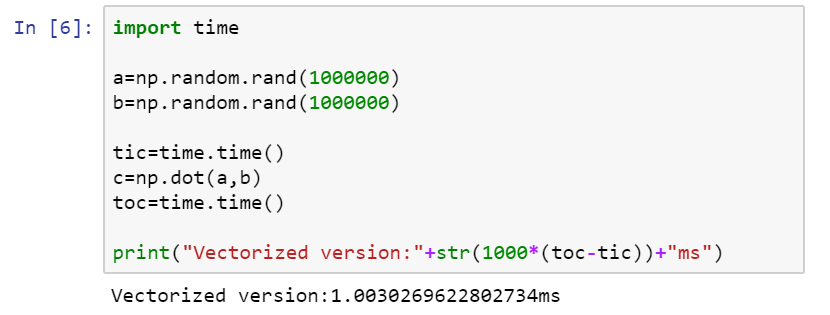 In [6]: import time
a=np.random.rand(1000000)
b=np.random.rand(1000000)
tic=time.time()
c=np.dot(a,b)
toc=time.time()
print("Vectorized version:"+str(1000*(toc-tic))+"ms")
Vectorized version:1.0030269622802734ms